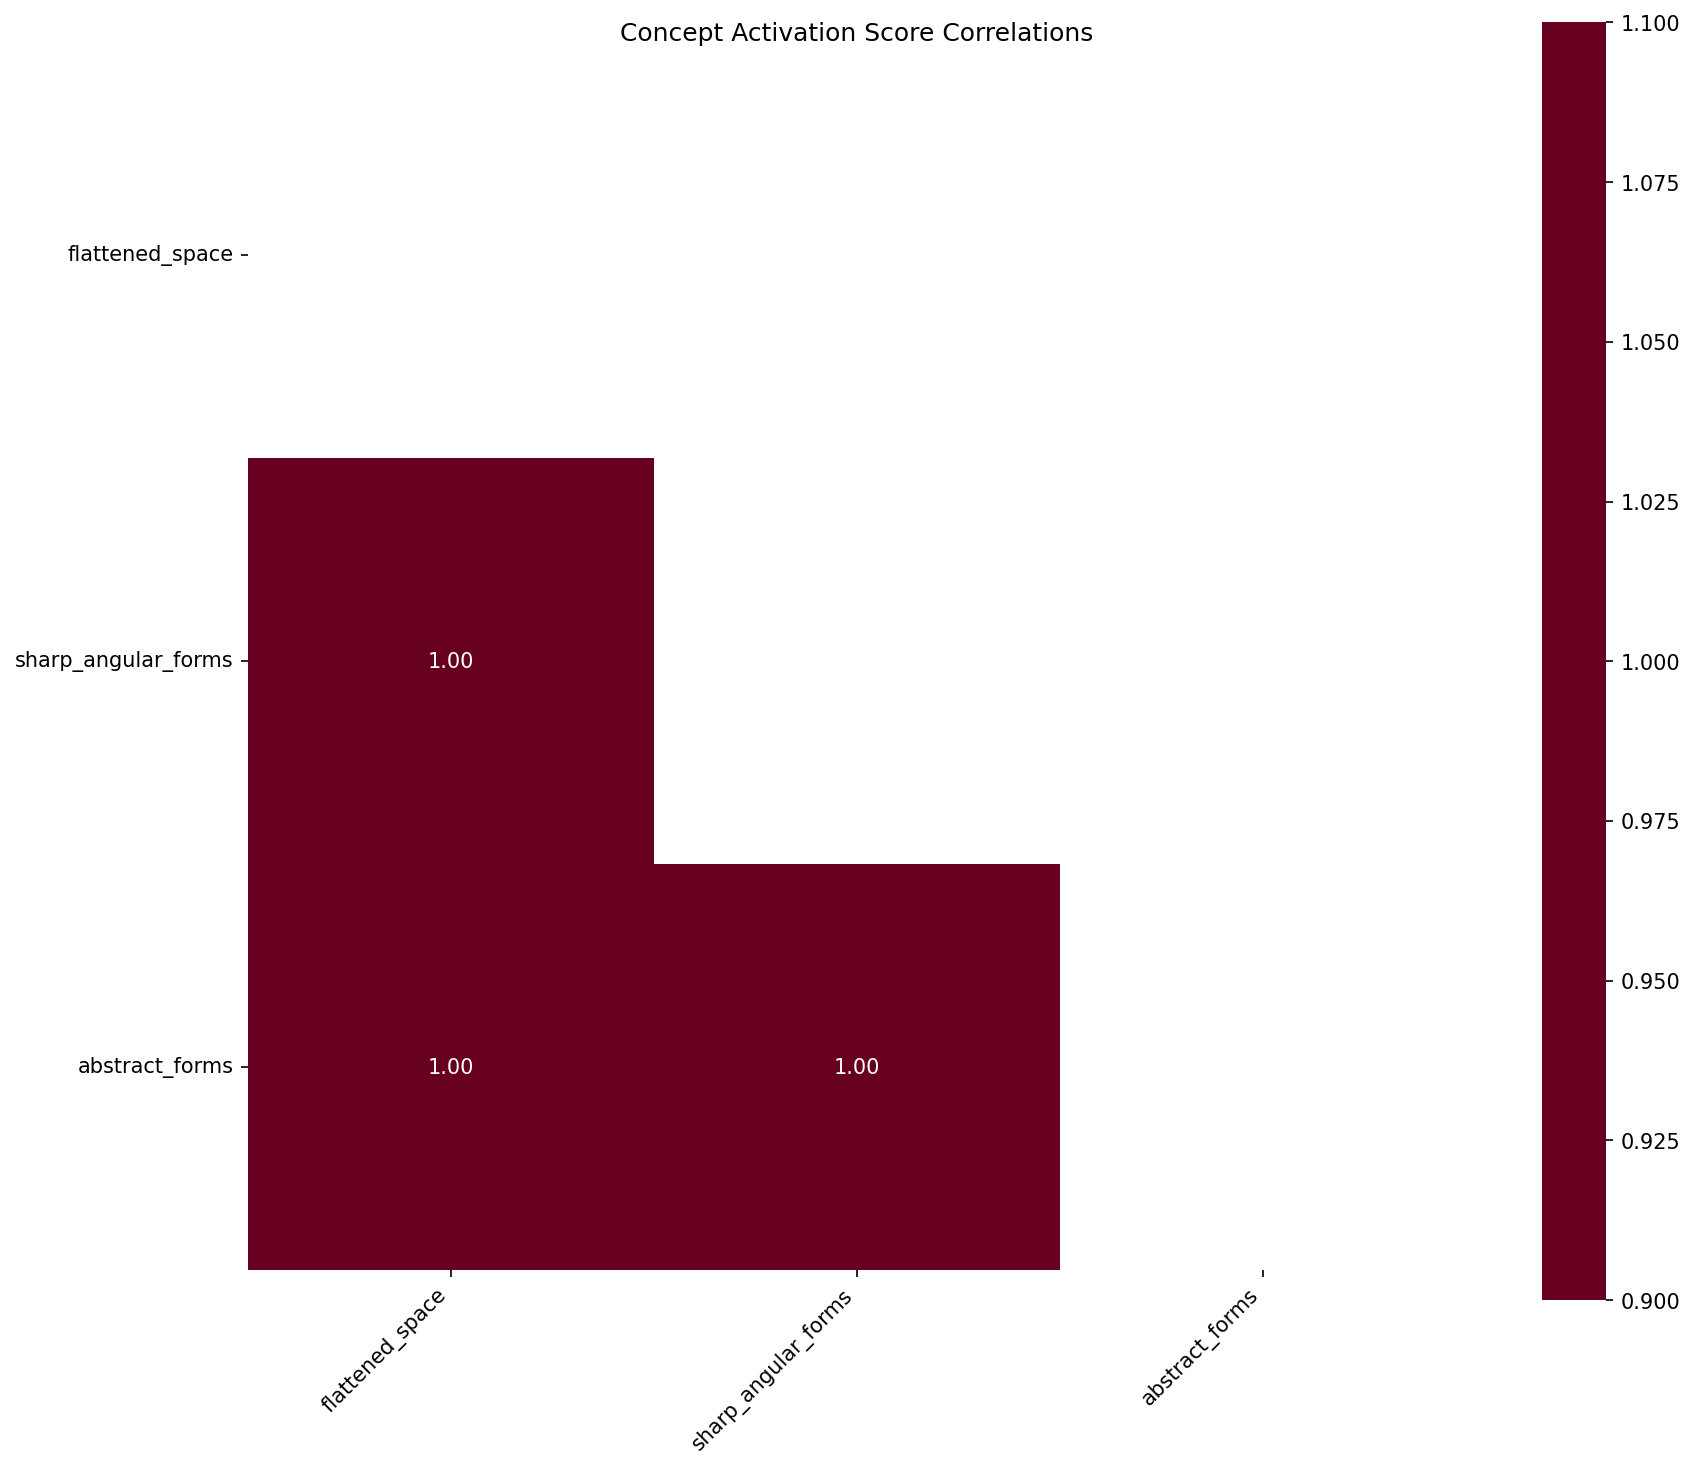 Concept Activation Score Correlations
flattened_space
sharp_angular_forms
abstract_forms
1.00
1.00 1.00
flattened_space
sharp_angular_forms
abstract_forms
1.100
1.075
1.050
1.025
1.000
0.975
0.950
0.925
0.900